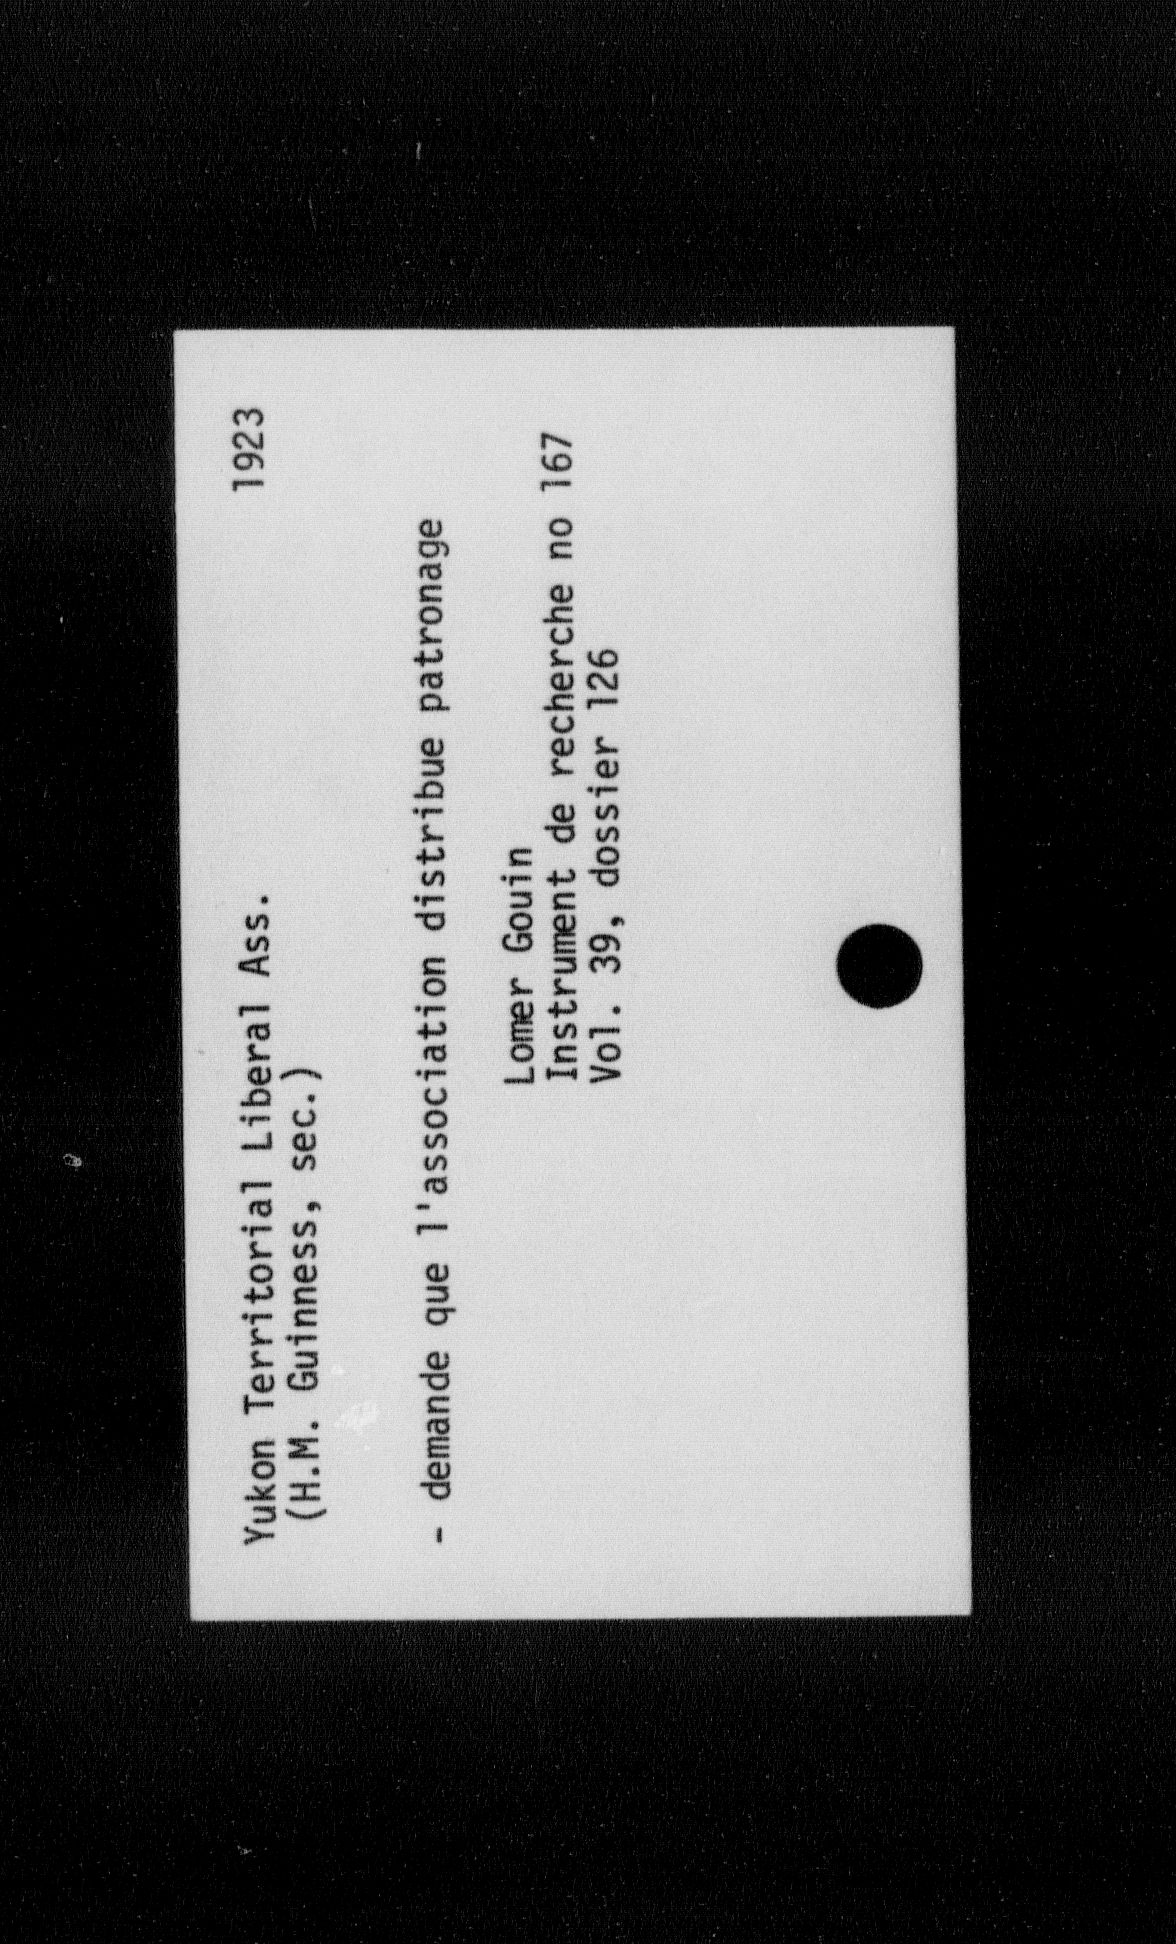 Yukon Territorial Liberal Ass. 1923
(H.M. Guinness, sec.)
- demande que l'association distribue patronage
Lomer Gouin
Instrument de recherche no 167
Vol. 39, dossier 126